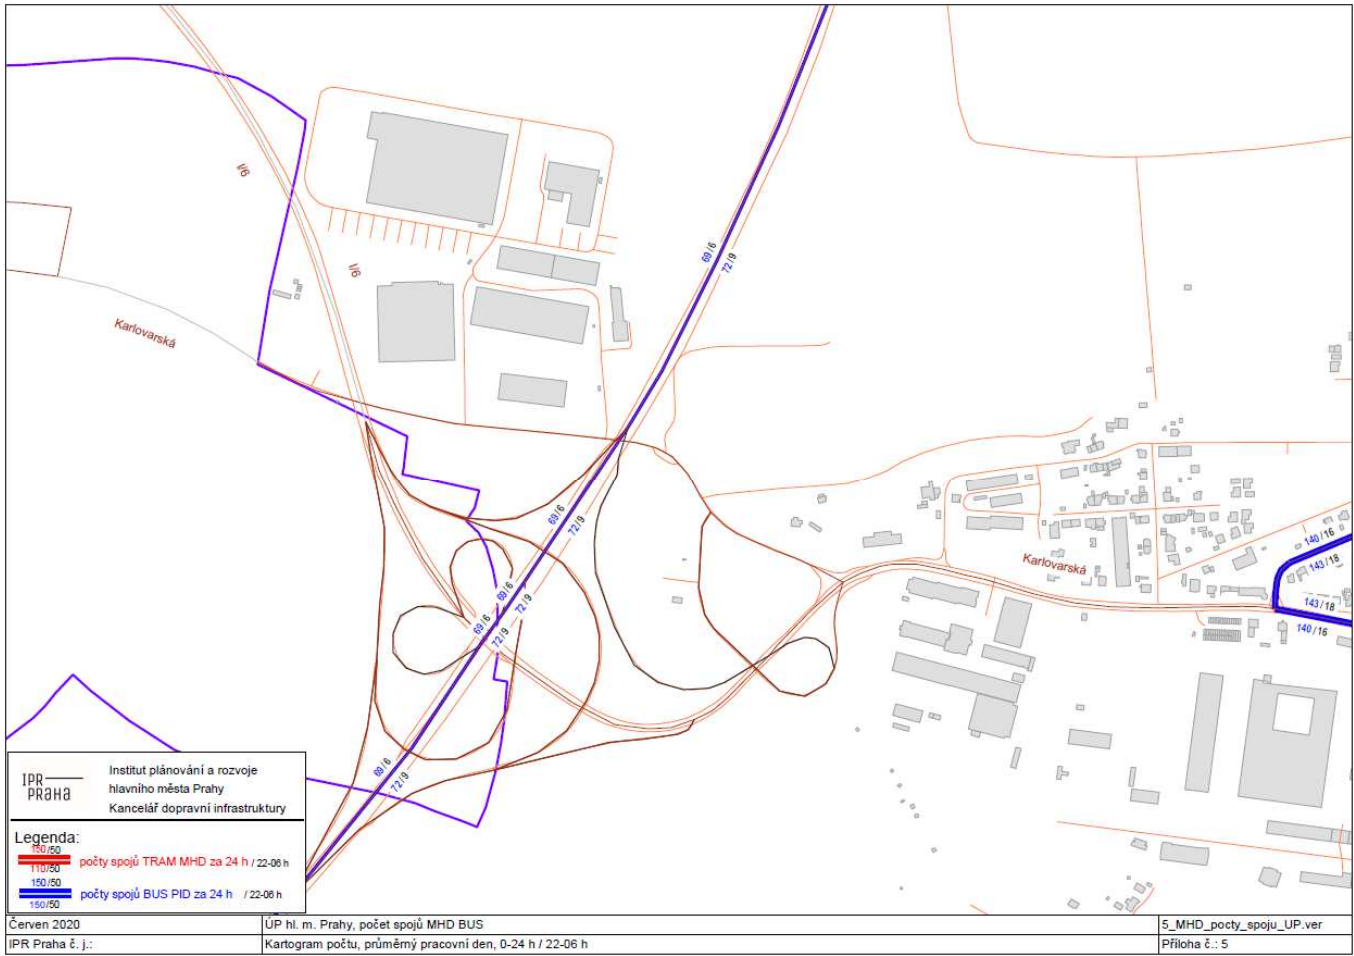 I/6
I/6
Karlovarská
69/6
72/9
69/6
72/9
69/6
72/9
69/6
72/9
69/6
72/9
Karlovarská
140/16
143/18
143/18
140/16
IPR
PRAHA
Institut plánování a rozvoje
hlavního města Prahy
Kancelář dopravní infrastruktury
Legenda:
150/50
počty spojů TRAM MHD za 24 h / 22-06 h
110/50
150/50
počty spojů BUS PID za 24 h / 22-06 h
150/50
Červen 2020
ÚP hl. m. Prahy, počet spojů MHD BUS
5_MHD_pocty_spoju_UP.ver
IPR Praha č. j.:
Kartogram počtu, průměrný pracovní den, 0-24 h / 22-06 h
Příloha č.: 5